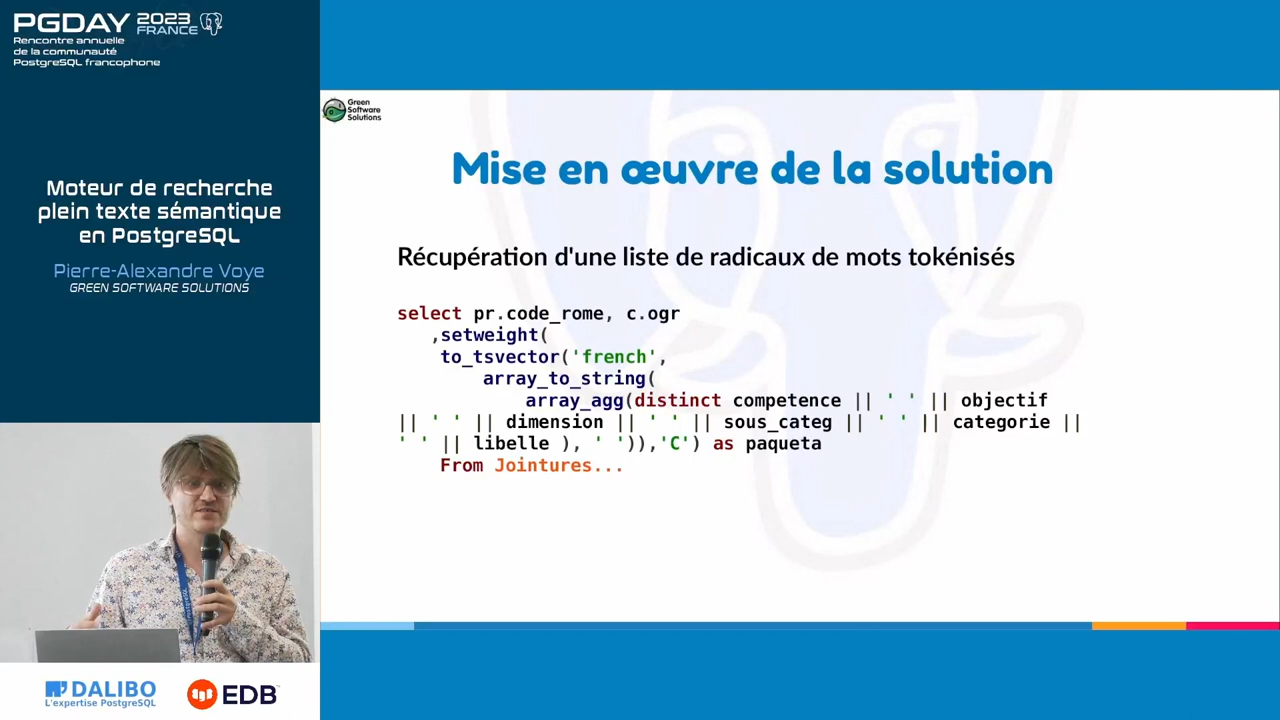 PGDAY 2023 FRANCE
Rencontre annuelle
de la communauté
PostgreSQL francophone
Moteur de recherche
plein texte sémantique
en PostgreSQL
Pierre-Alexandre Voye
GREEN SOFTWARE SOLUTIONS
DALIBO
L'expertise PostgreSQL
EDB
Green
Software
Solutions
Mise en œuvre de la solution
Récupération d'une liste de radicaux de mots tokénisés
select pr.code_rome, c.ogr
,setweight(
to_tsvector('french',
array_to_string(
array_agg(distinct competence || ' ' || objectif
|| ' ' || dimension || ' ' || sous_categ || ' ' || categorie ||
' ' || libelle ), ' ')),'C') as paqueta
From Jointures...